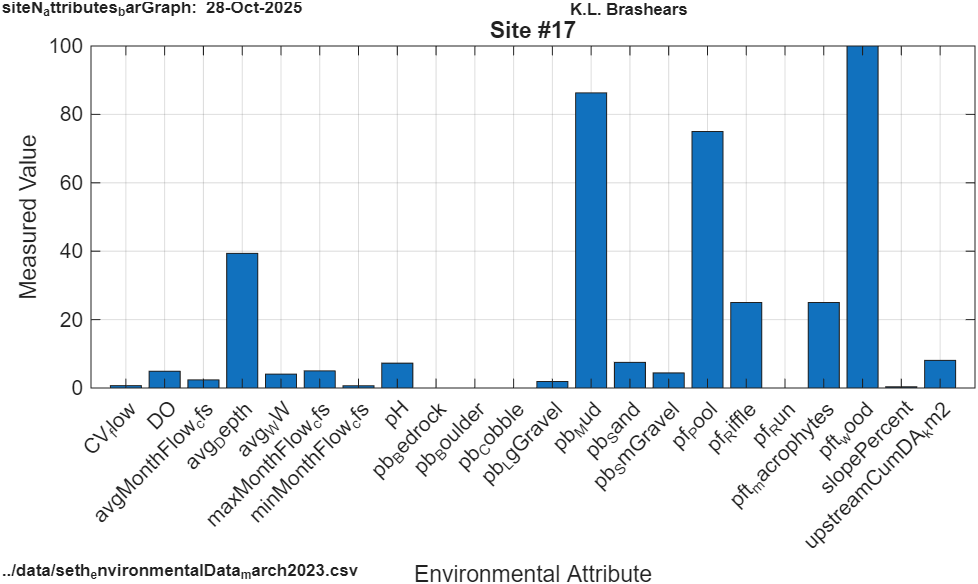 siteNattributesbarGraph: 28-Oct-2025
K.L. Brashears
Site #17
Measured Value
100
80
60
40
20
0
CVflow
DO
avgMonthFlowcfs
avgDepth
avgWW
maxMonthFlowcfs
minMonthFlowcfs
pH
pbBedrock
pbBoulder
pbCobble
pbLgGravel
pbMud
pbSand
pbSmGravel
pfPool
pfRiffle
pfRun
pftmacrophytes
pftwood
slopePercent
upstreamCumDAkm2
Environmental Attribute
../data/sethenvironmentalDatamarch2023.csv